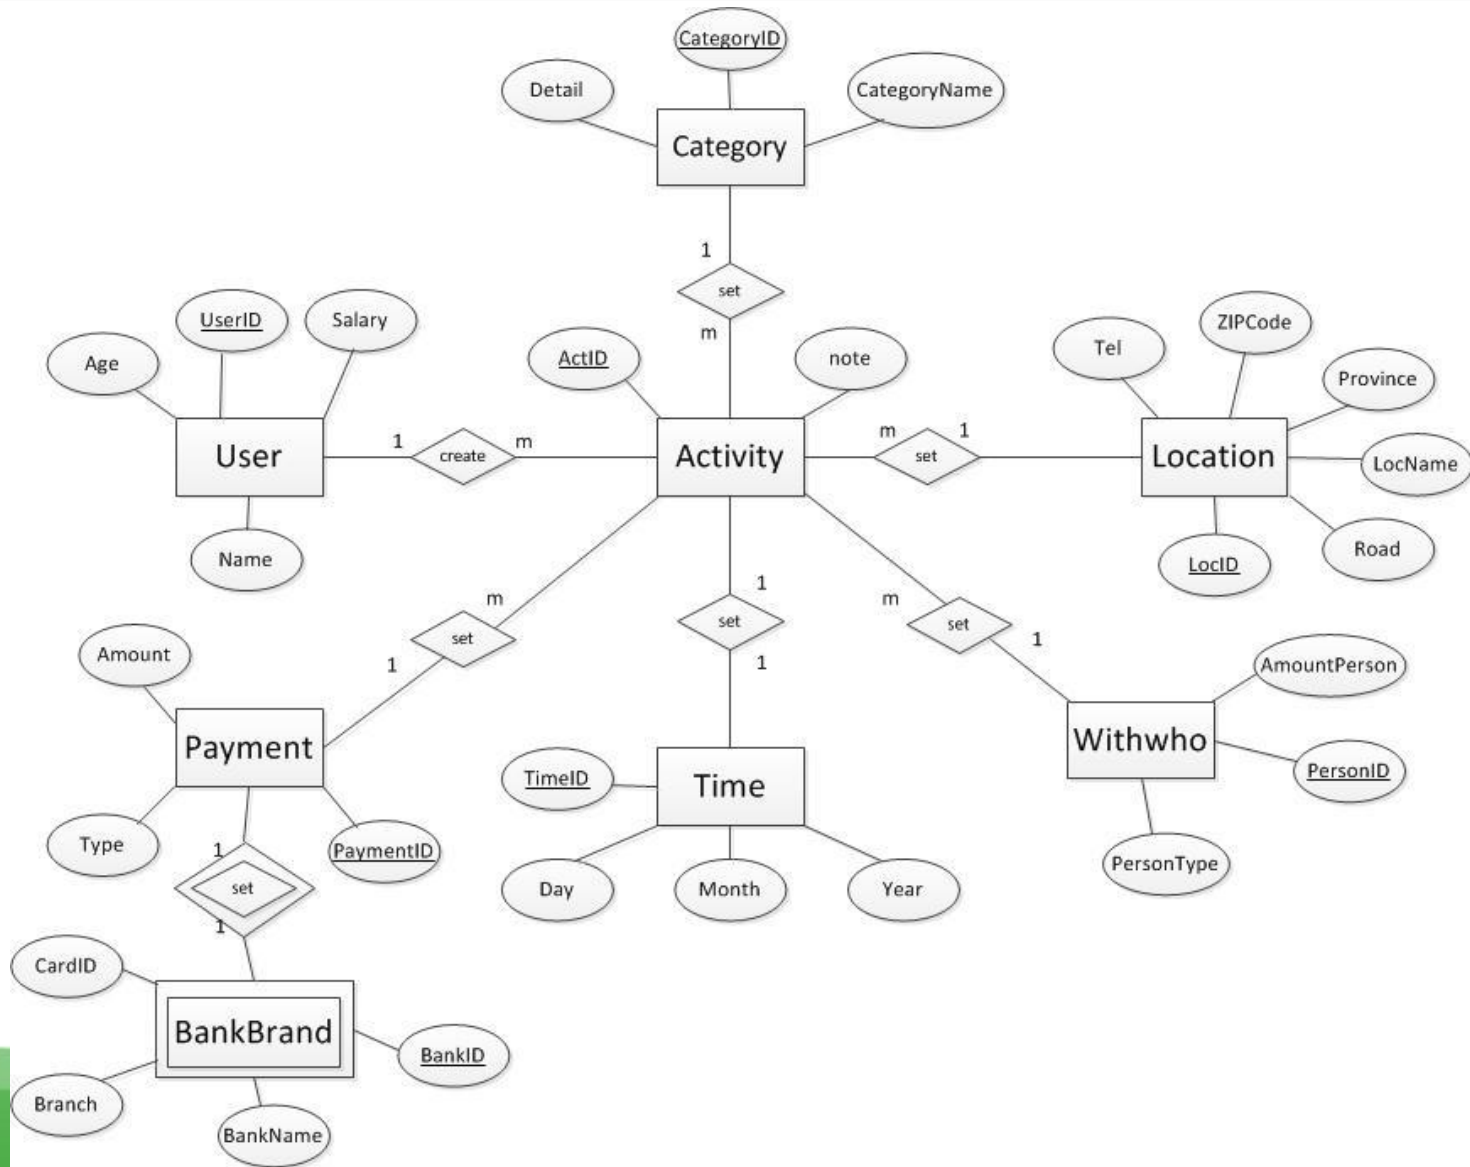 CategoryID
Detail
CategoryName
Category
1
set
m
UserID
Salary
Age
ActID
note
Tel
ZIPCode
Province
User
1
create
m
Activity
m
set
1
Location
LocName
Name
LocID
Road
m
set
1
1
set
1
m
set
1
Amount
Payment
Type
PaymentID
TimeID
Time
Day
Month
Year
AmountPerson
Withwho
PersonID
PersonType
1
set
1
CardID
BankBrand
BankID
Branch
BankName